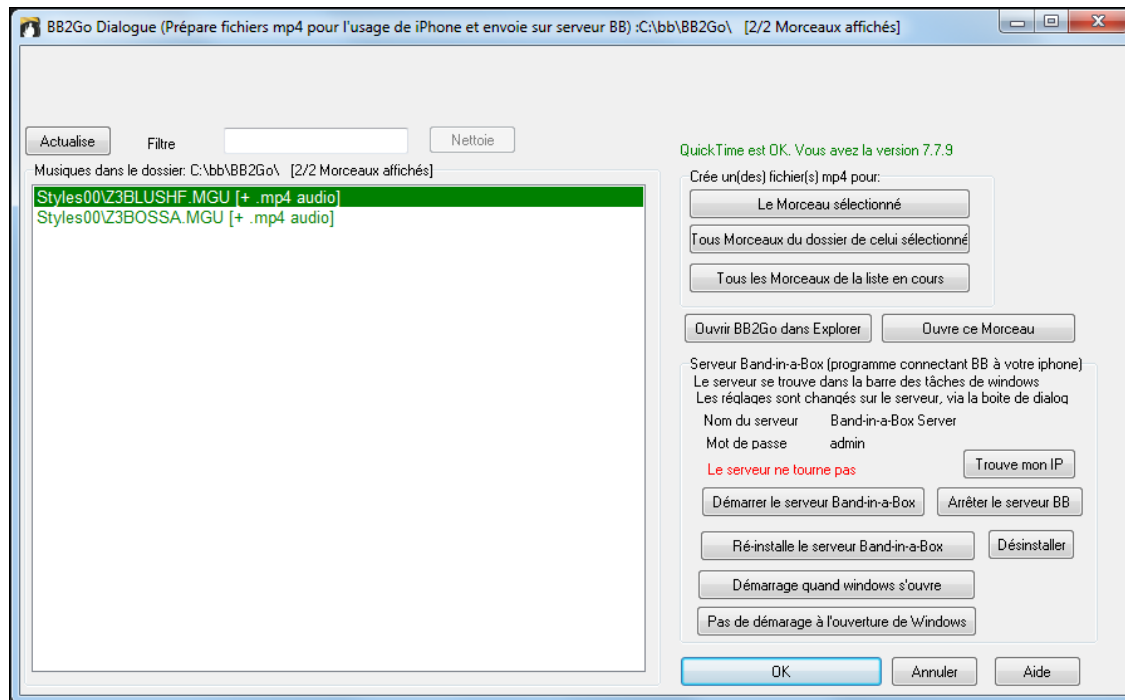 BB2Go Dialogue (Prépare fichiers mp4 pour l'usage de iPhone et envoie sur serveur BB) :C:\bb\BB2Go\ [2/2 Morceaux affichés]
Actualise
Filtre
Nettoie
Musiques dans le dossier: C:\bb\BB2Go\ [2/2 Morceaux affichés]
Styles00\Z3BLUSHF.MGU [+ .mp4 audio]
Styles00\Z3BOSSA.MGU [+ .mp4 audio]
QuickTime est OK. Vous avez la version 7.7.9
Crée un(des) fichier(s) mp4 pour:
Le Morceau sélectionné
Tous Morceaux du dossier de celui sélectionné
Tous les Morceaux de la liste en cours
Ouvrir BB2Go dans Explorer
Ouvre ce Morceau
Serveur Band-in-a-Box (programme connectant BB à votre iphone)
Le serveur se trouve dans la barre des tâches de windows
Les réglages sont changés sur le serveur, via la boite de dialog
Nom du serveur Band-in-a-Box Server
Mot de passe admin
Le serveur ne tourne pas
Trouve mon IP
Démarrer le serveur Band-in-a-Box
Arrêter le serveur BB
Ré-installe le serveur Band-in-a-Box
Désinstaller
Démarrage quand windows s'ouvre
Pas de démarage à l'ouverture de Windows
OK
Annuler
Aide